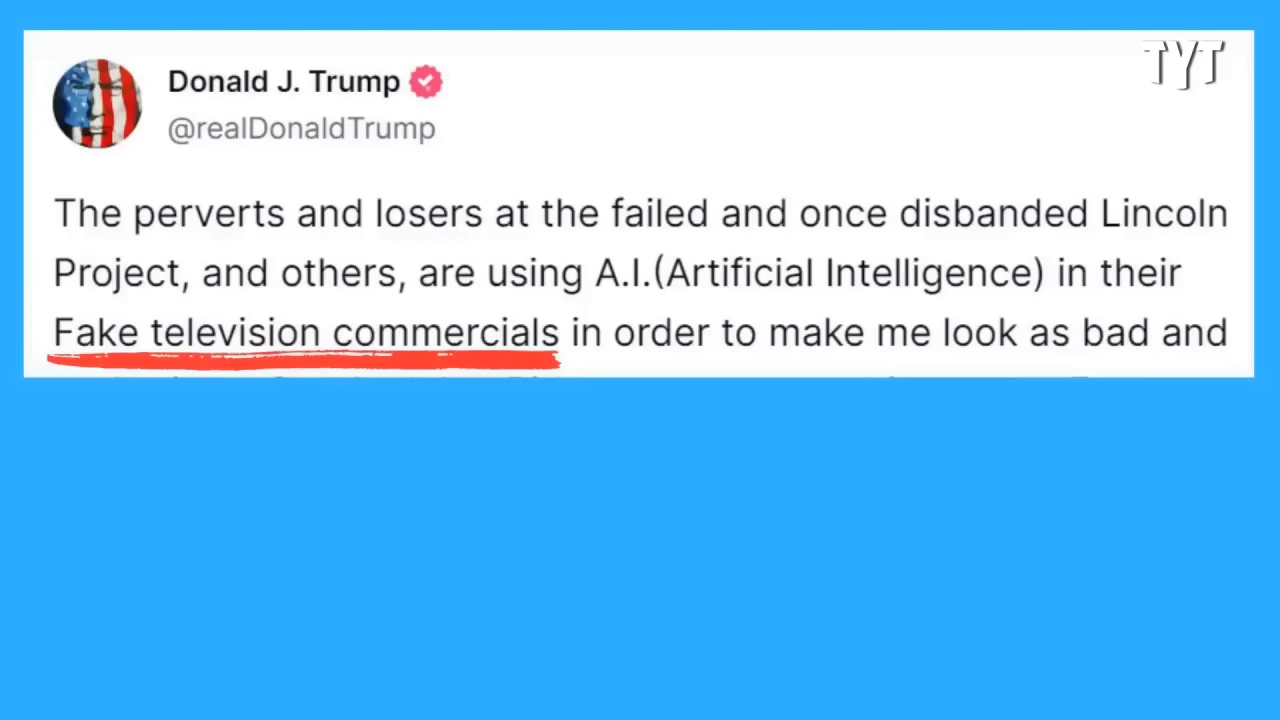 TYT
Donald J. Trump
@realDonaldTrump
The perverts and losers at the failed and once disbanded Lincoln
Project, and others, are using A.I.(Artificial Intelligence) in their
Fake television commercials in order to make me look as bad and